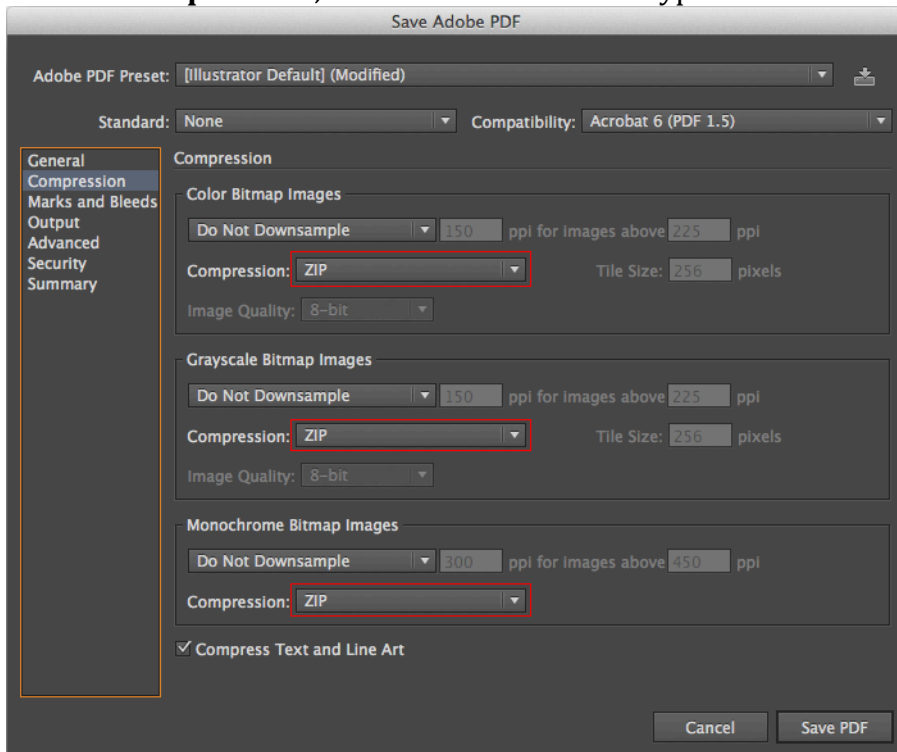 Save Adobe PDF
Adobe PDF Preset: [Illustrator Default] (Modified)
Standard: None Compatibility: Acrobat 6 (PDF 1.5)
General
Compression
Marks and Bleeds
Output
Advanced
Security
Summary
Compression
Color Bitmap Images
Do Not Downsample 150 ppi for images above 225 ppi
Compression: ZIP Tile Size: 256 pixels
Image Quality: 8-bit
Grayscale Bitmap Images
Do Not Downsample 150 ppi for images above 225 ppi
Compression: ZIP Tile Size: 256 pixels
Image Quality: 8-bit
Monochrome Bitmap Images
Do Not Downsample 300 ppi for images above 450 ppi
Compression: ZIP
Compress Text and Line Art
Cancel Save PDF